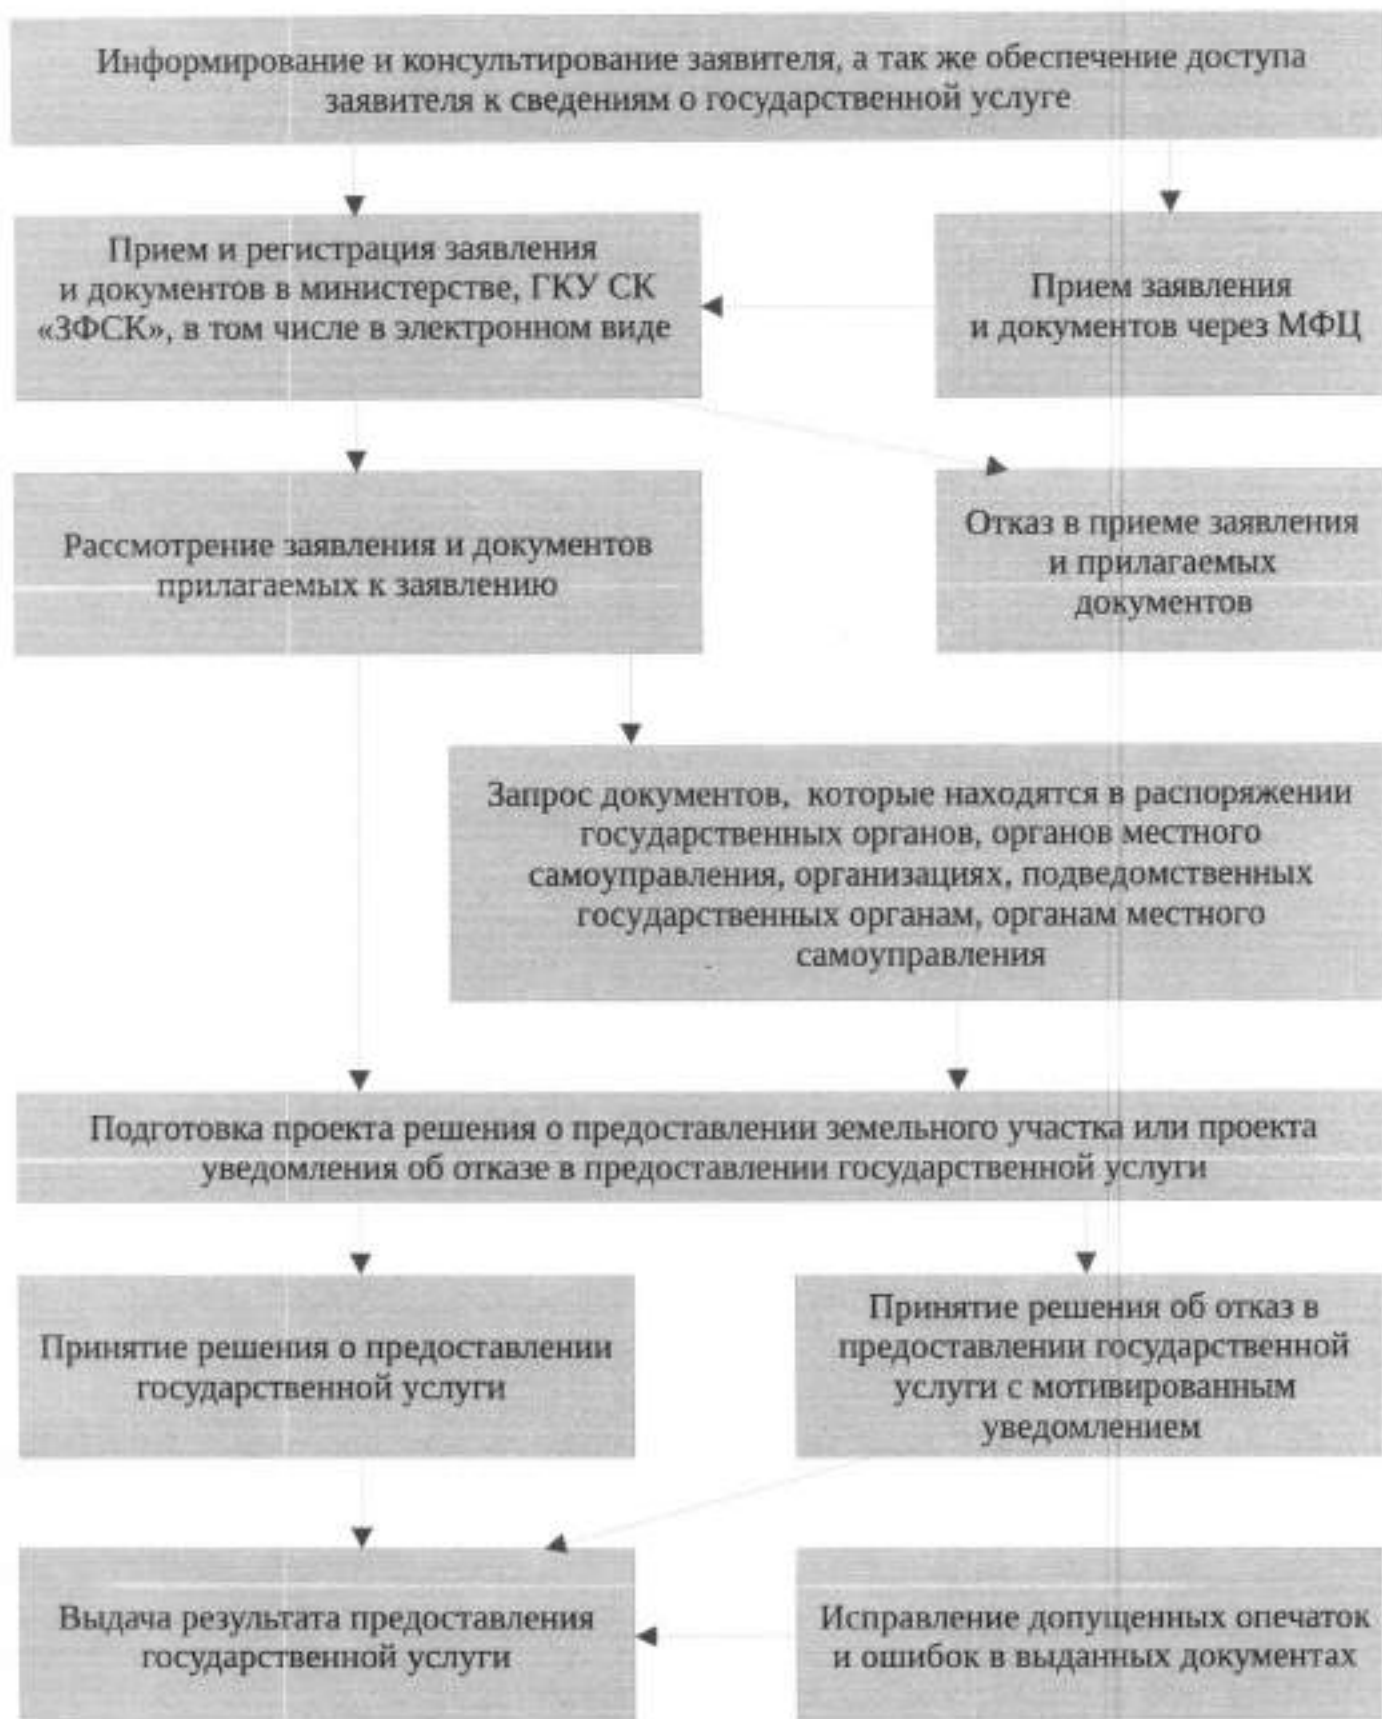 Информирование и консультирование заявителя, а так же обеспечение доступа
заявителя к сведениям о государственной услуге
Прием и регистрация заявления
и документов в министерстве, ГКУ СК
«ЗФСК», в том числе в электронном виде
Прием заявления
и документов через МФЦ
Рассмотрение заявления и документов
прилагаемых к заявлению
Отказ в приеме заявления
и прилагаемых
документов
Запрос документов, которые находятся в распоряжении
государственных органов, органов местного
самоуправления, организациях, подведомственных
государственных органам, органам местного
самоуправления
Подготовка проекта решения о предоставлении земельного участка или проекта
уведомления об отказе в предоставлении государственной услуги
Принятие решения о предоставлении
государственной услуги
Принятие решения об отказ в
предоставлении государственной
услуги с мотивированным
уведомлением
Выдача результата предоставления
государственной услуги
Исправление допущенных опечаток
и ошибок в выданных документах